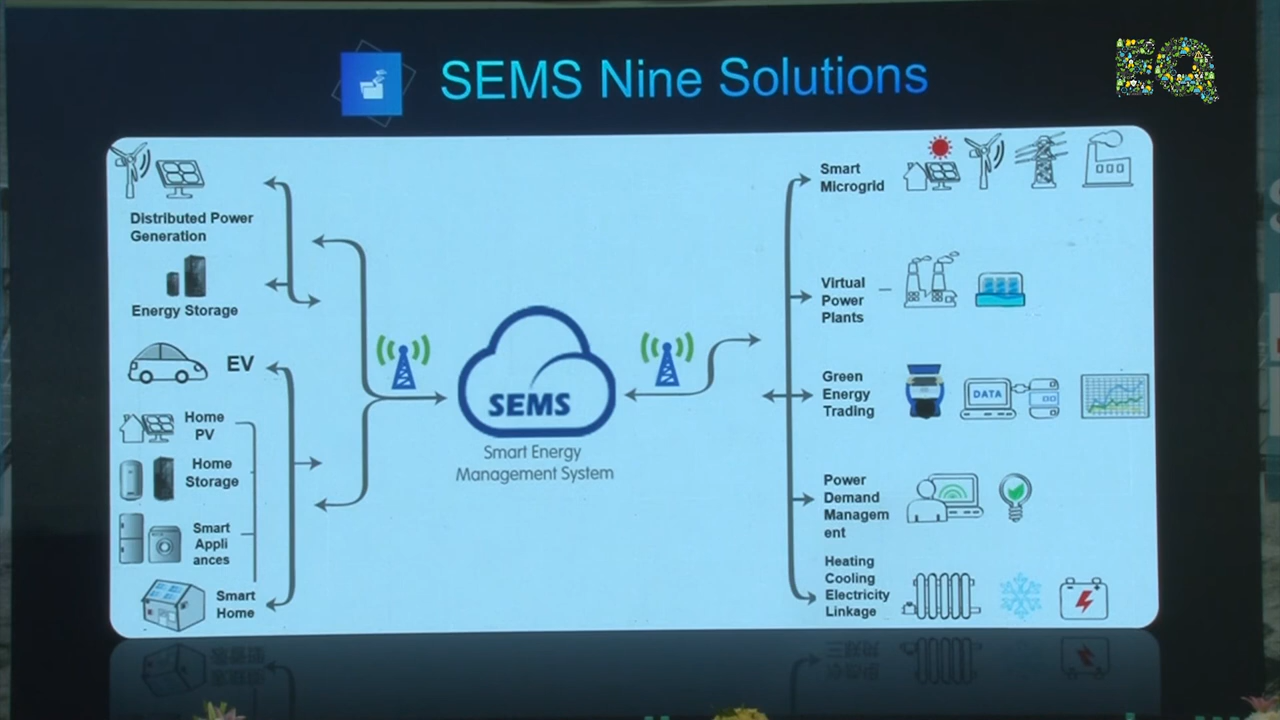 SEMS Nine Solutions
EQ
Distributed Power
Generation
Energy Storage
EV
Home
PV
Home
Storage
Smart
Appli
ances
Smart
Home
SEMS
Smart Energy
Management System
Smart
Microgrid
Virtual
Power
Plants
Green
Energy
Trading
DATA
Power
Demand
Managem
ent
Heating
Cooling
Electricity
Linkage